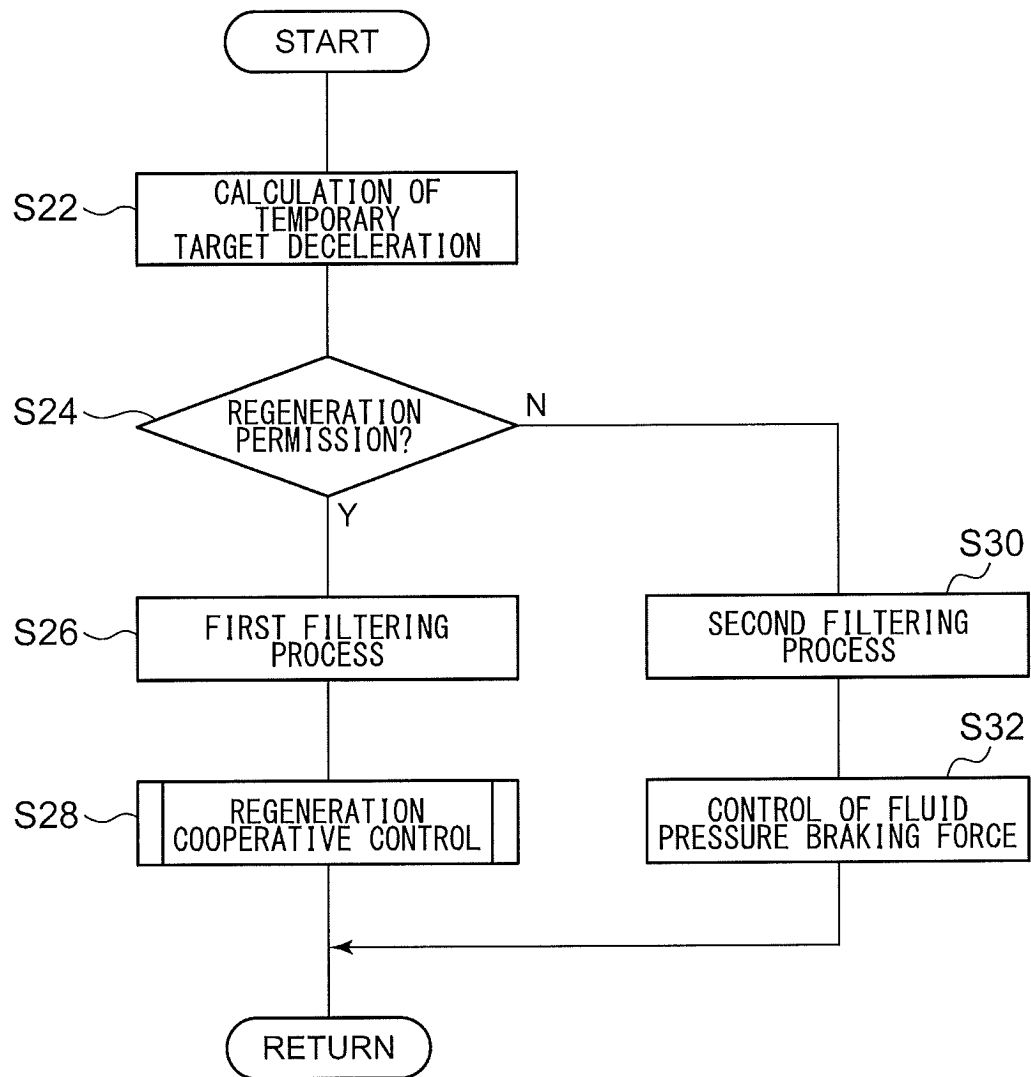 START
S22
CALCULATION OF
TEMPORARY
TARGET DECELERATION
S24
REGENERATION
PERMISSION?
N
Y
S26
FIRST FILTERING
PROCESS
S30
SECOND FILTERING
PROCESS
S28
REGENERATION
COOPERATIVE CONTROL
S32
CONTROL OF FLUID
PRESSURE BRAKING FORCE
RETURN